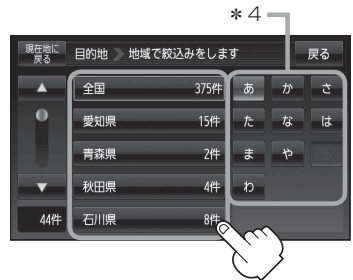 *4
現在地に
戻る
目的地 地域で絞込みをします
戻る
全国 375件
愛知県 15件
青森県 2件
秋田県 4件
石川県 8件
44件
あ か さ
た な は
ま や ら
わ